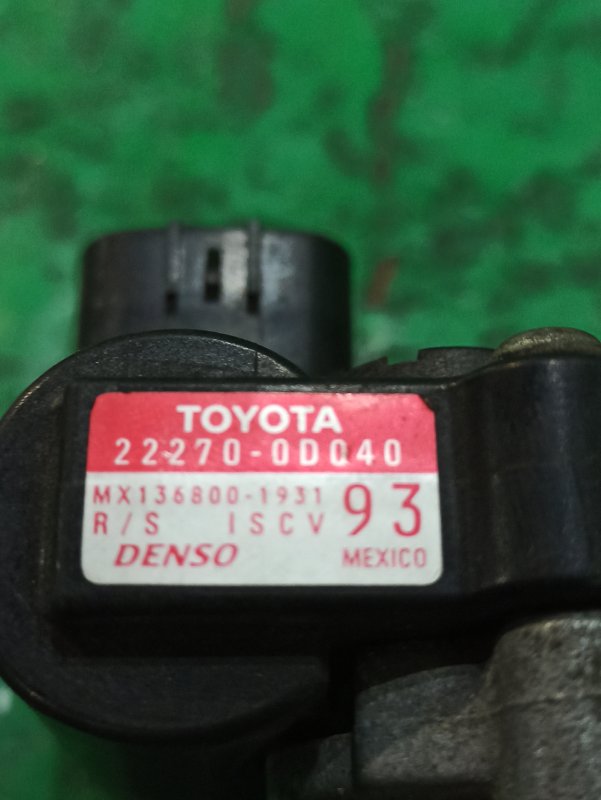 TOYOTA
22270-0D040
MX136800-1931
R/S ISCV 93
DENSO MEXICO